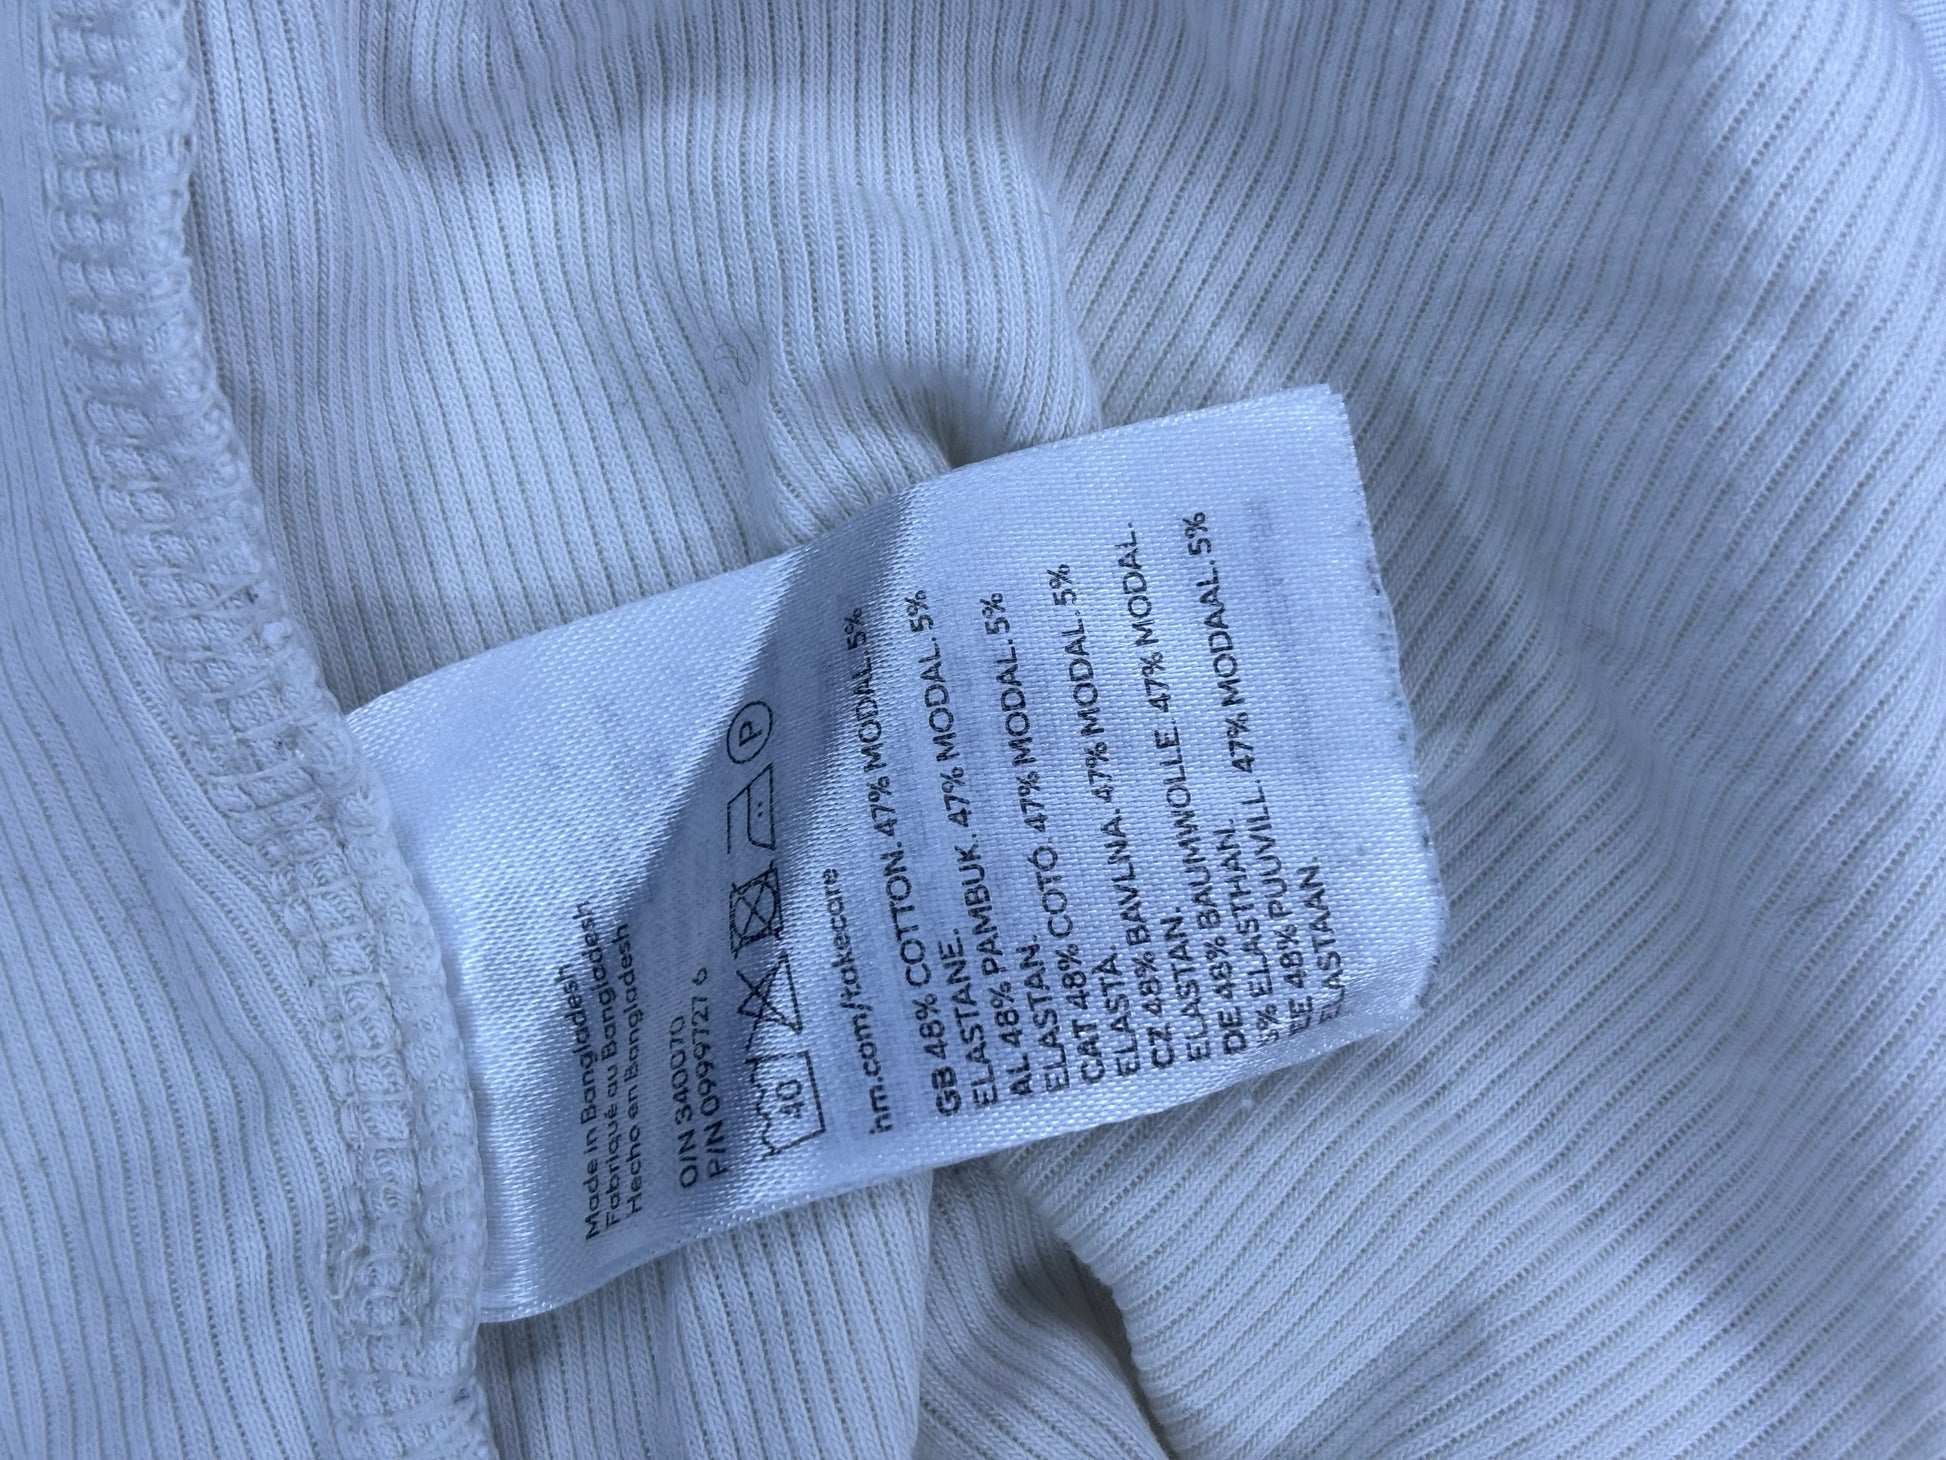 Made in Bangladesh
Fabriqué au Bangladesh
Hecho en Bangladesh
O/N 340070
P/N 0999727 6
40
P
hm.com/takecare
GB 48% COTTON. 47% MODAL. 5%
ELASTANE.
AL 48% PAMBUK. 47% MODAL. 5%
ELASTAN.
CAT 48% COTÓ. 47% MODAL. 5%
ELASTA.
CZ 48% BAVLNA. 47% MODAL. 5%
ELASTAN.
DE 48% BAUMWOLLE. 47% MODAL.
5% ELASTHAN.
EE 48% PUUVILL. 47% MODAAL. 5%
ELASTAAN.